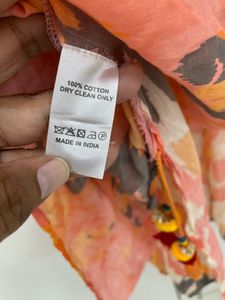 100% COTTON
DRY CLEAN ONLY
MADE IN INDIA